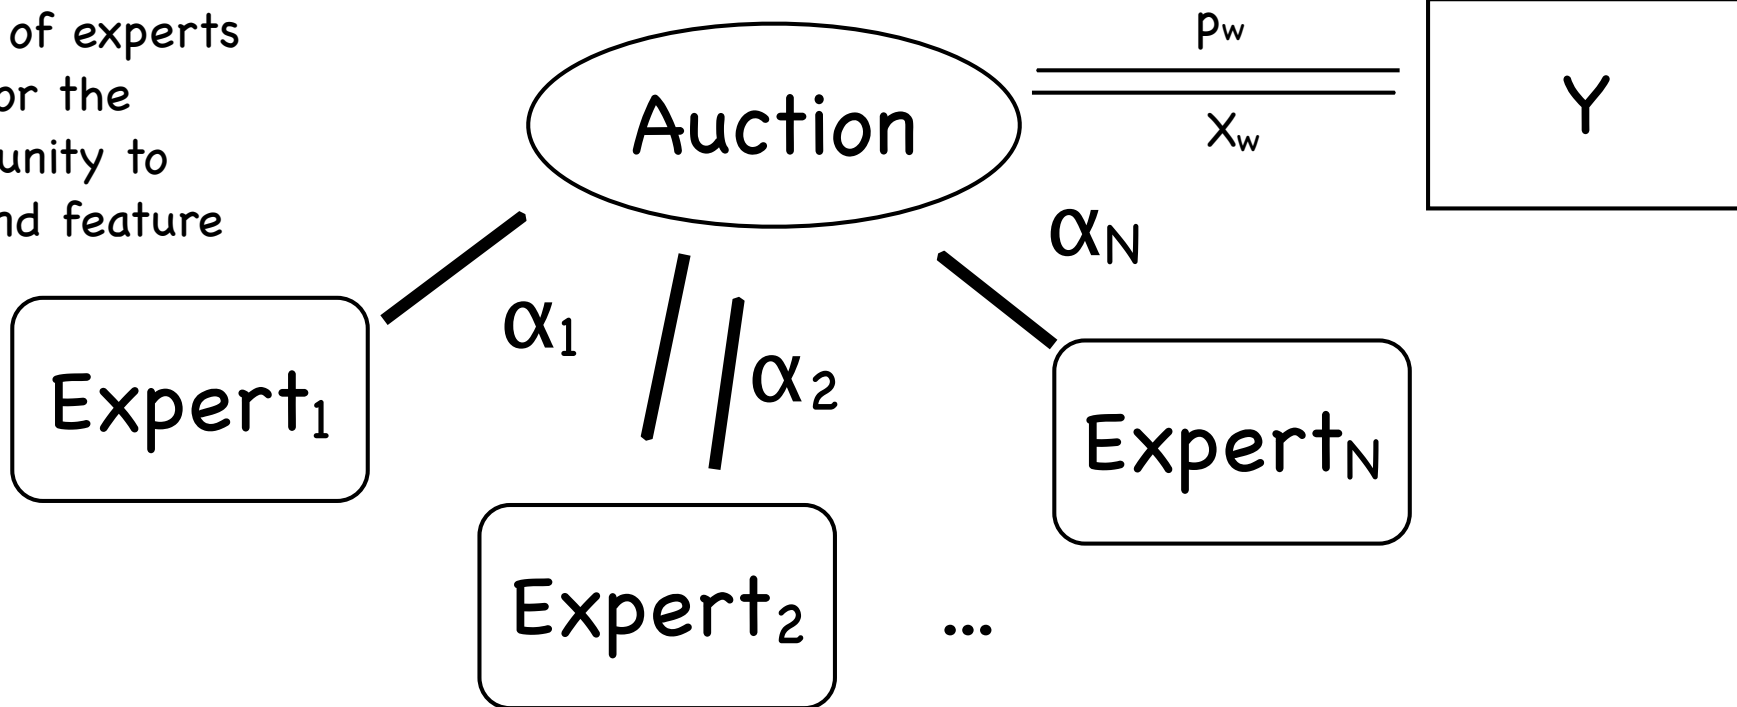 of experts
or the
unity to
nd feature
Auction
pw
Xw
Y
α1
α2
αN
Expert1
Expert2
...
ExpertN